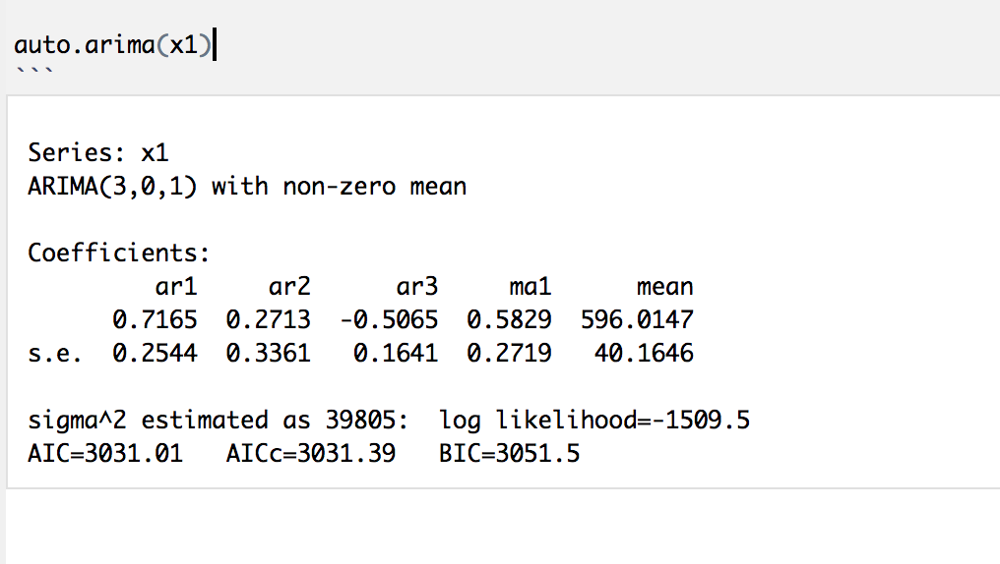 auto.arima(x1)
```
Series: x1
ARIMA(3,0,1) with non-zero mean
Coefficients:
ar1 ar2 ar3 ma1 mean
0.7165 0.2713 -0.5065 0.5829 596.0147
s.e. 0.2544 0.3361 0.1641 0.2719 40.1646
sigma^2 estimated as 39805: log likelihood=-1509.5
AIC=3031.01 AICc=3031.39 BIC=3051.5